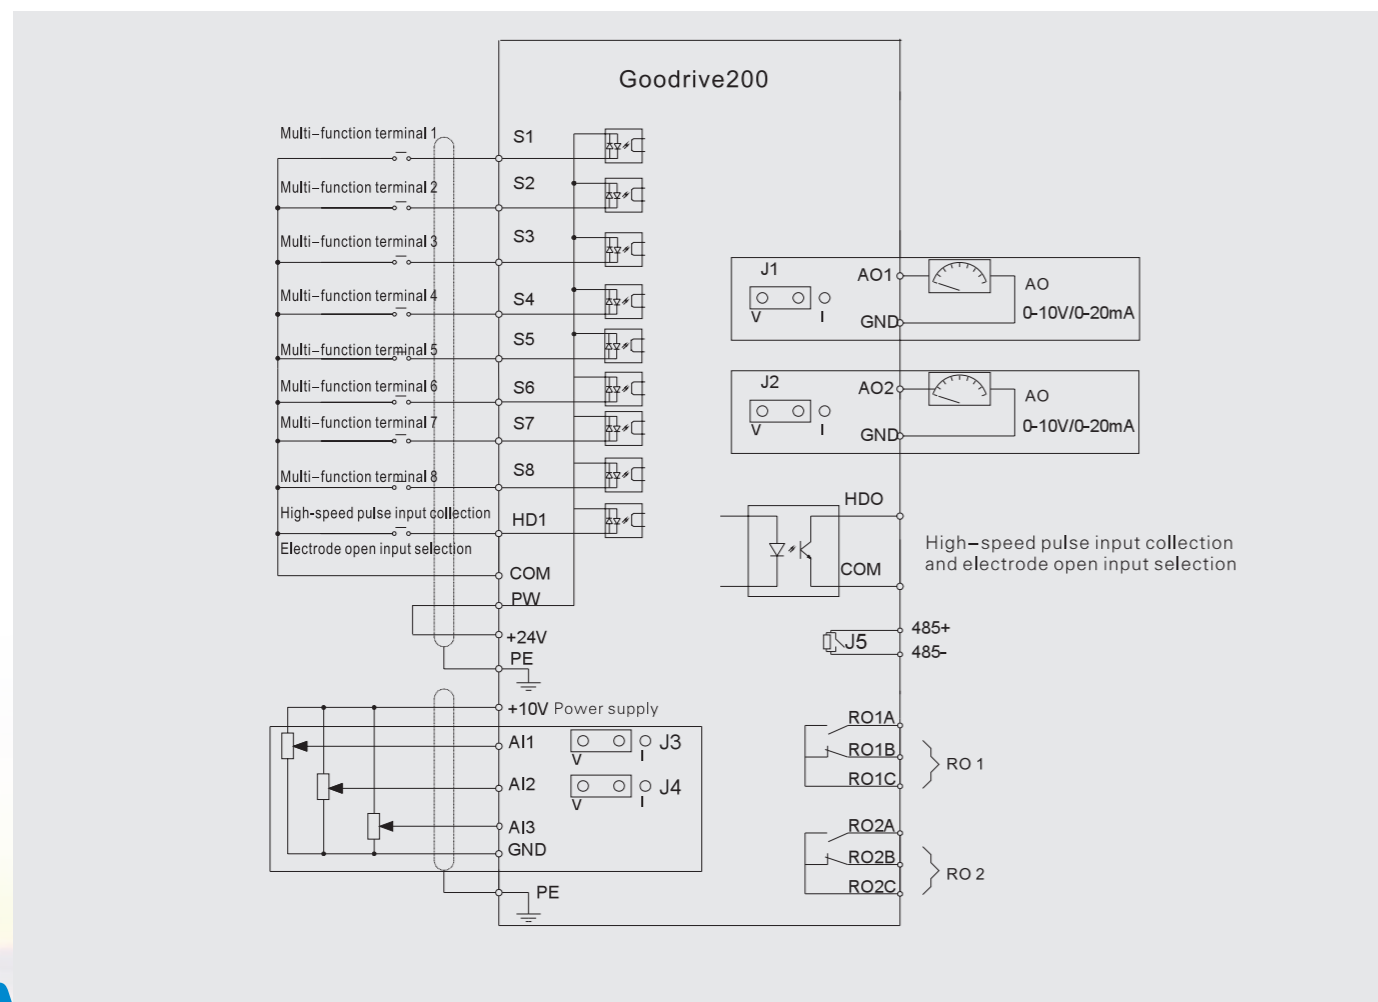 Goodrive200
Multi-function terminal 1
S1
Multi-function terminal 2
S2
Multi-function terminal 3
S3
Multi-function terminal 4
S4
Multi-function terminal 5
S5
Multi-function terminal 6
S6
Multi-function terminal 7
S7
Multi-function terminal 8
S8
High-speed pulse input collection
HD1
Electrode open input selection
COM
PW
+24V
PE
+10V Power supply
AI1
J3
V I
AI2
J4
V I
AI3
GND
PE
J1
V I
AO1
GND
AO
0-10V/0-20mA
J2
V I
AO2
GND
AO
0-10V/0-20mA
HDO
COM
High-speed pulse input collection
and electrode open input selection
J5
485+
485-
RO1A
RO1B
RO1C
RO 1
RO2A
RO2B
RO2C
RO 2